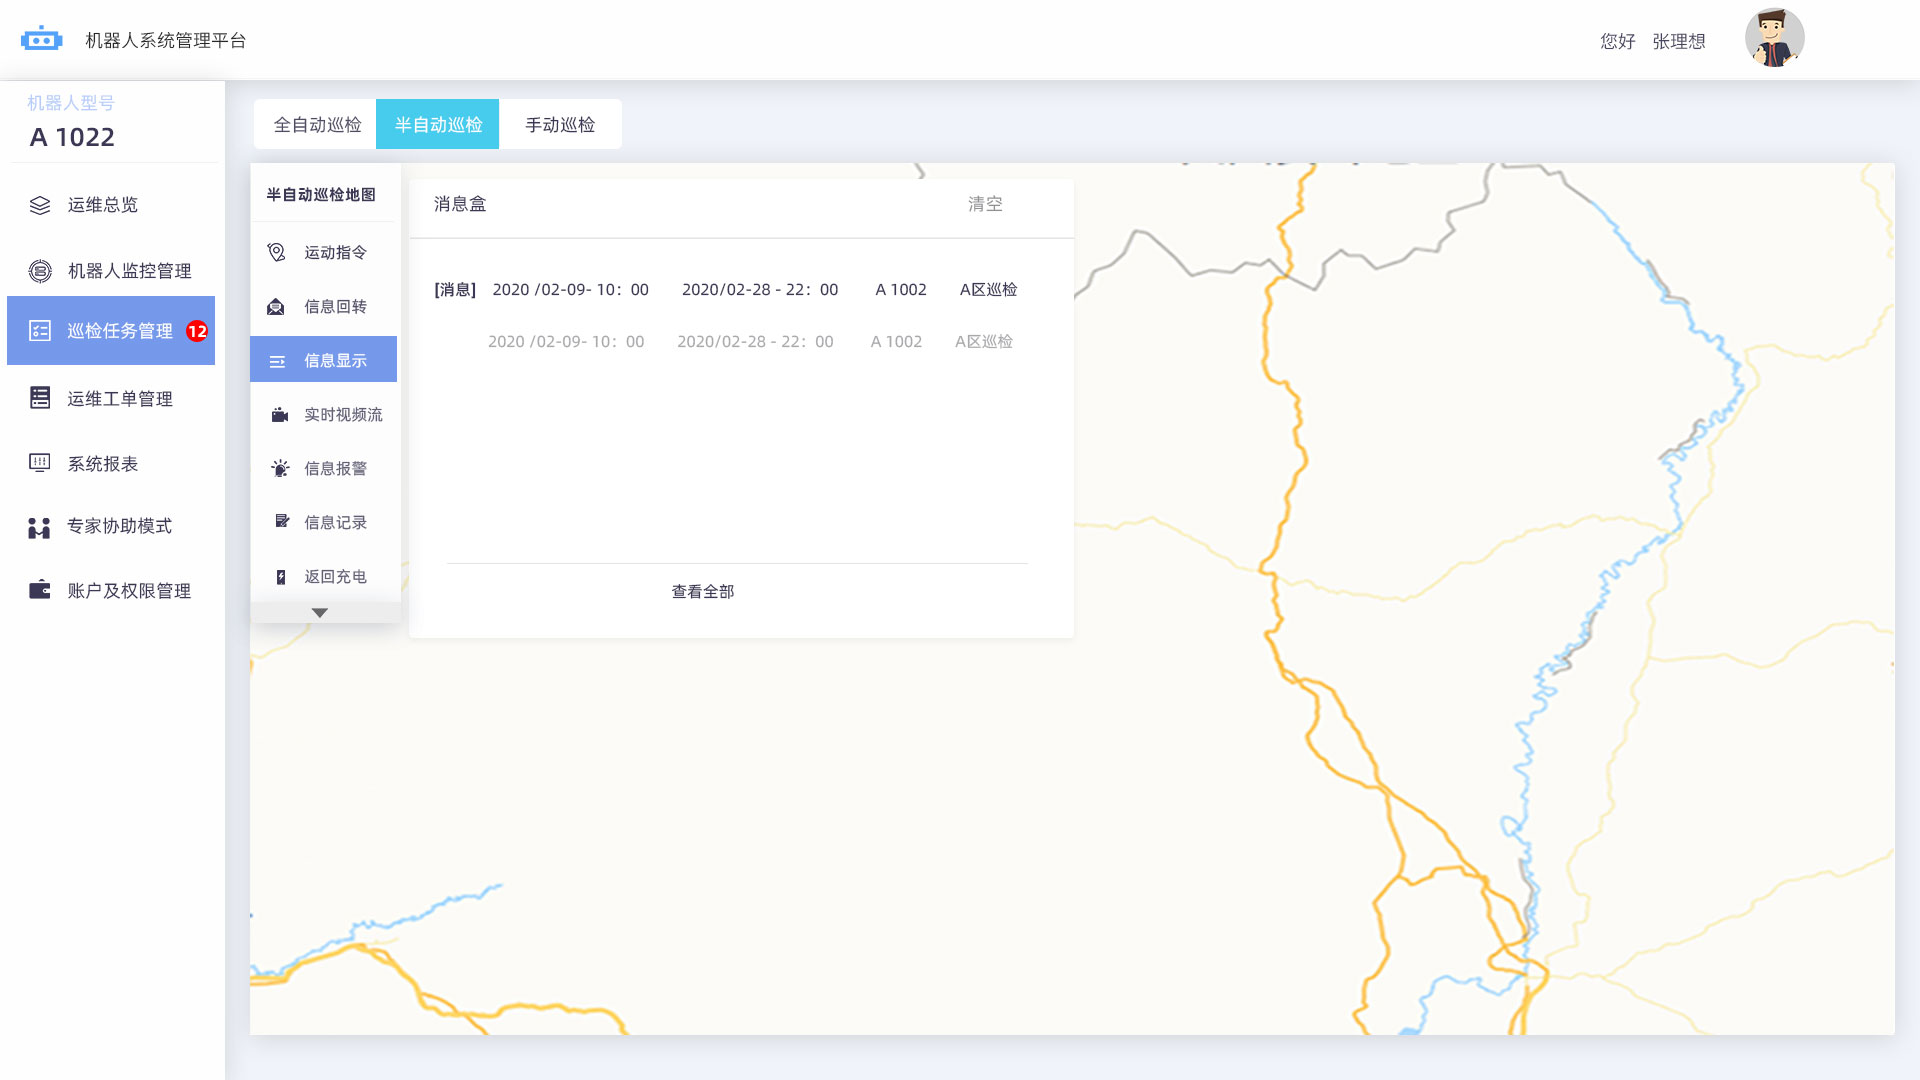 机器人系统管理平台
您好 张理想
机器人型号
A 1022
运维总览
机器人监控管理
巡检任务管理 12
运维工单管理
系统报表
专家协助模式
账户及权限管理
全自动巡检 半自动巡检 手动巡检
半自动巡检地图
运动指令
信息回转
信息显示
实时视频流
信息报警
信息记录
返回充电
消息盒 清空
[消息] 2020 /02-09- 10：00 2020/02-28 - 22：00 A 1002 A区巡检
2020 /02-09- 10：00 2020/02-28 - 22：00 A 1002 A区巡检
查看全部